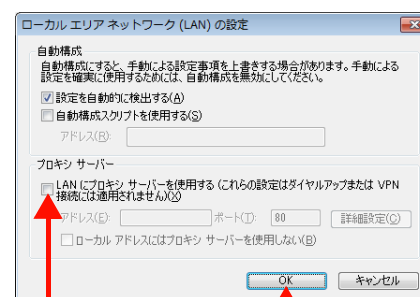 ローカル エリア ネットワーク (LAN) の設定
自動構成
自動構成にすると、手動による設定事項を上書きする場合があります。手動による
設定を確実に使用するためには、自動構成を無効にしてください。
設定を自動的に検出する(A)
自動構成スクリプトを使用する(S)
アドレス(R):
プロキシ サーバー
LAN にプロキシ サーバーを使用する (これらの設定はダイヤルアップまたは VPN
接続には適用されません)(X)
アドレス(E): ポート(T): 80 詳細設定(C)
ローカル アドレスにはプロキシ サーバーを使用しない(B)
OK キャンセル